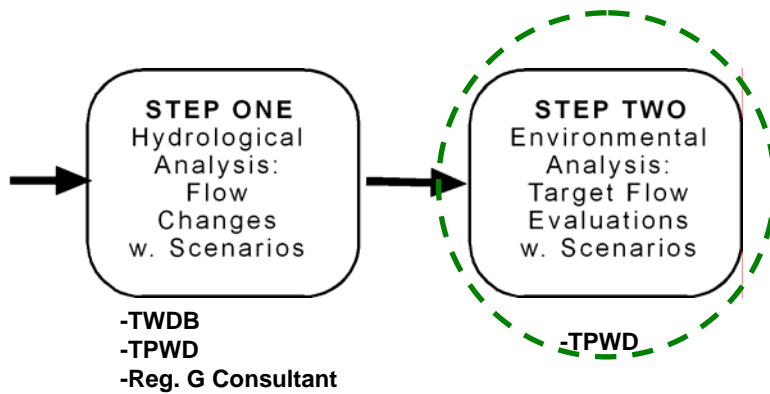 STEP ONE
Hydrological
Analysis:
Flow
Changes
w. Scenarios
-TWDB
-TPWD
-Reg. G Consultant
STEP TWO
Environmental
Analysis:
Target Flow
Evaluations
w. Scenarios
-TPWD